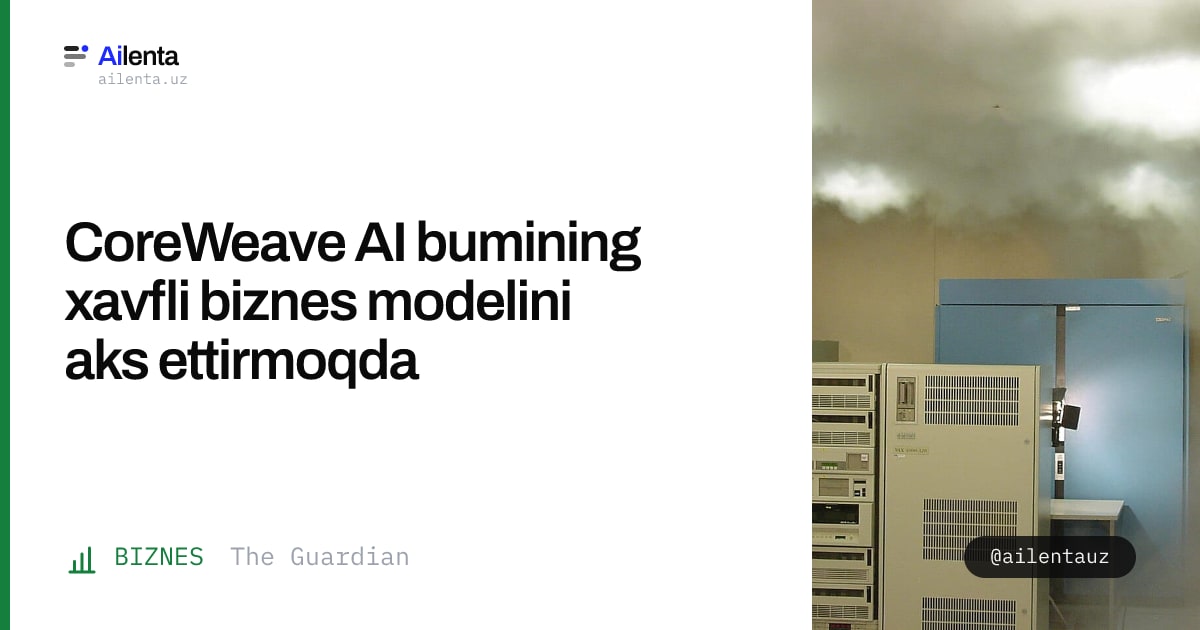 Ailenta
ailenta.uz
CoreWeave AI bumining
xavfli biznes modelini
aks ettirmoqda
BIZNES The Guardian
@ailentauz